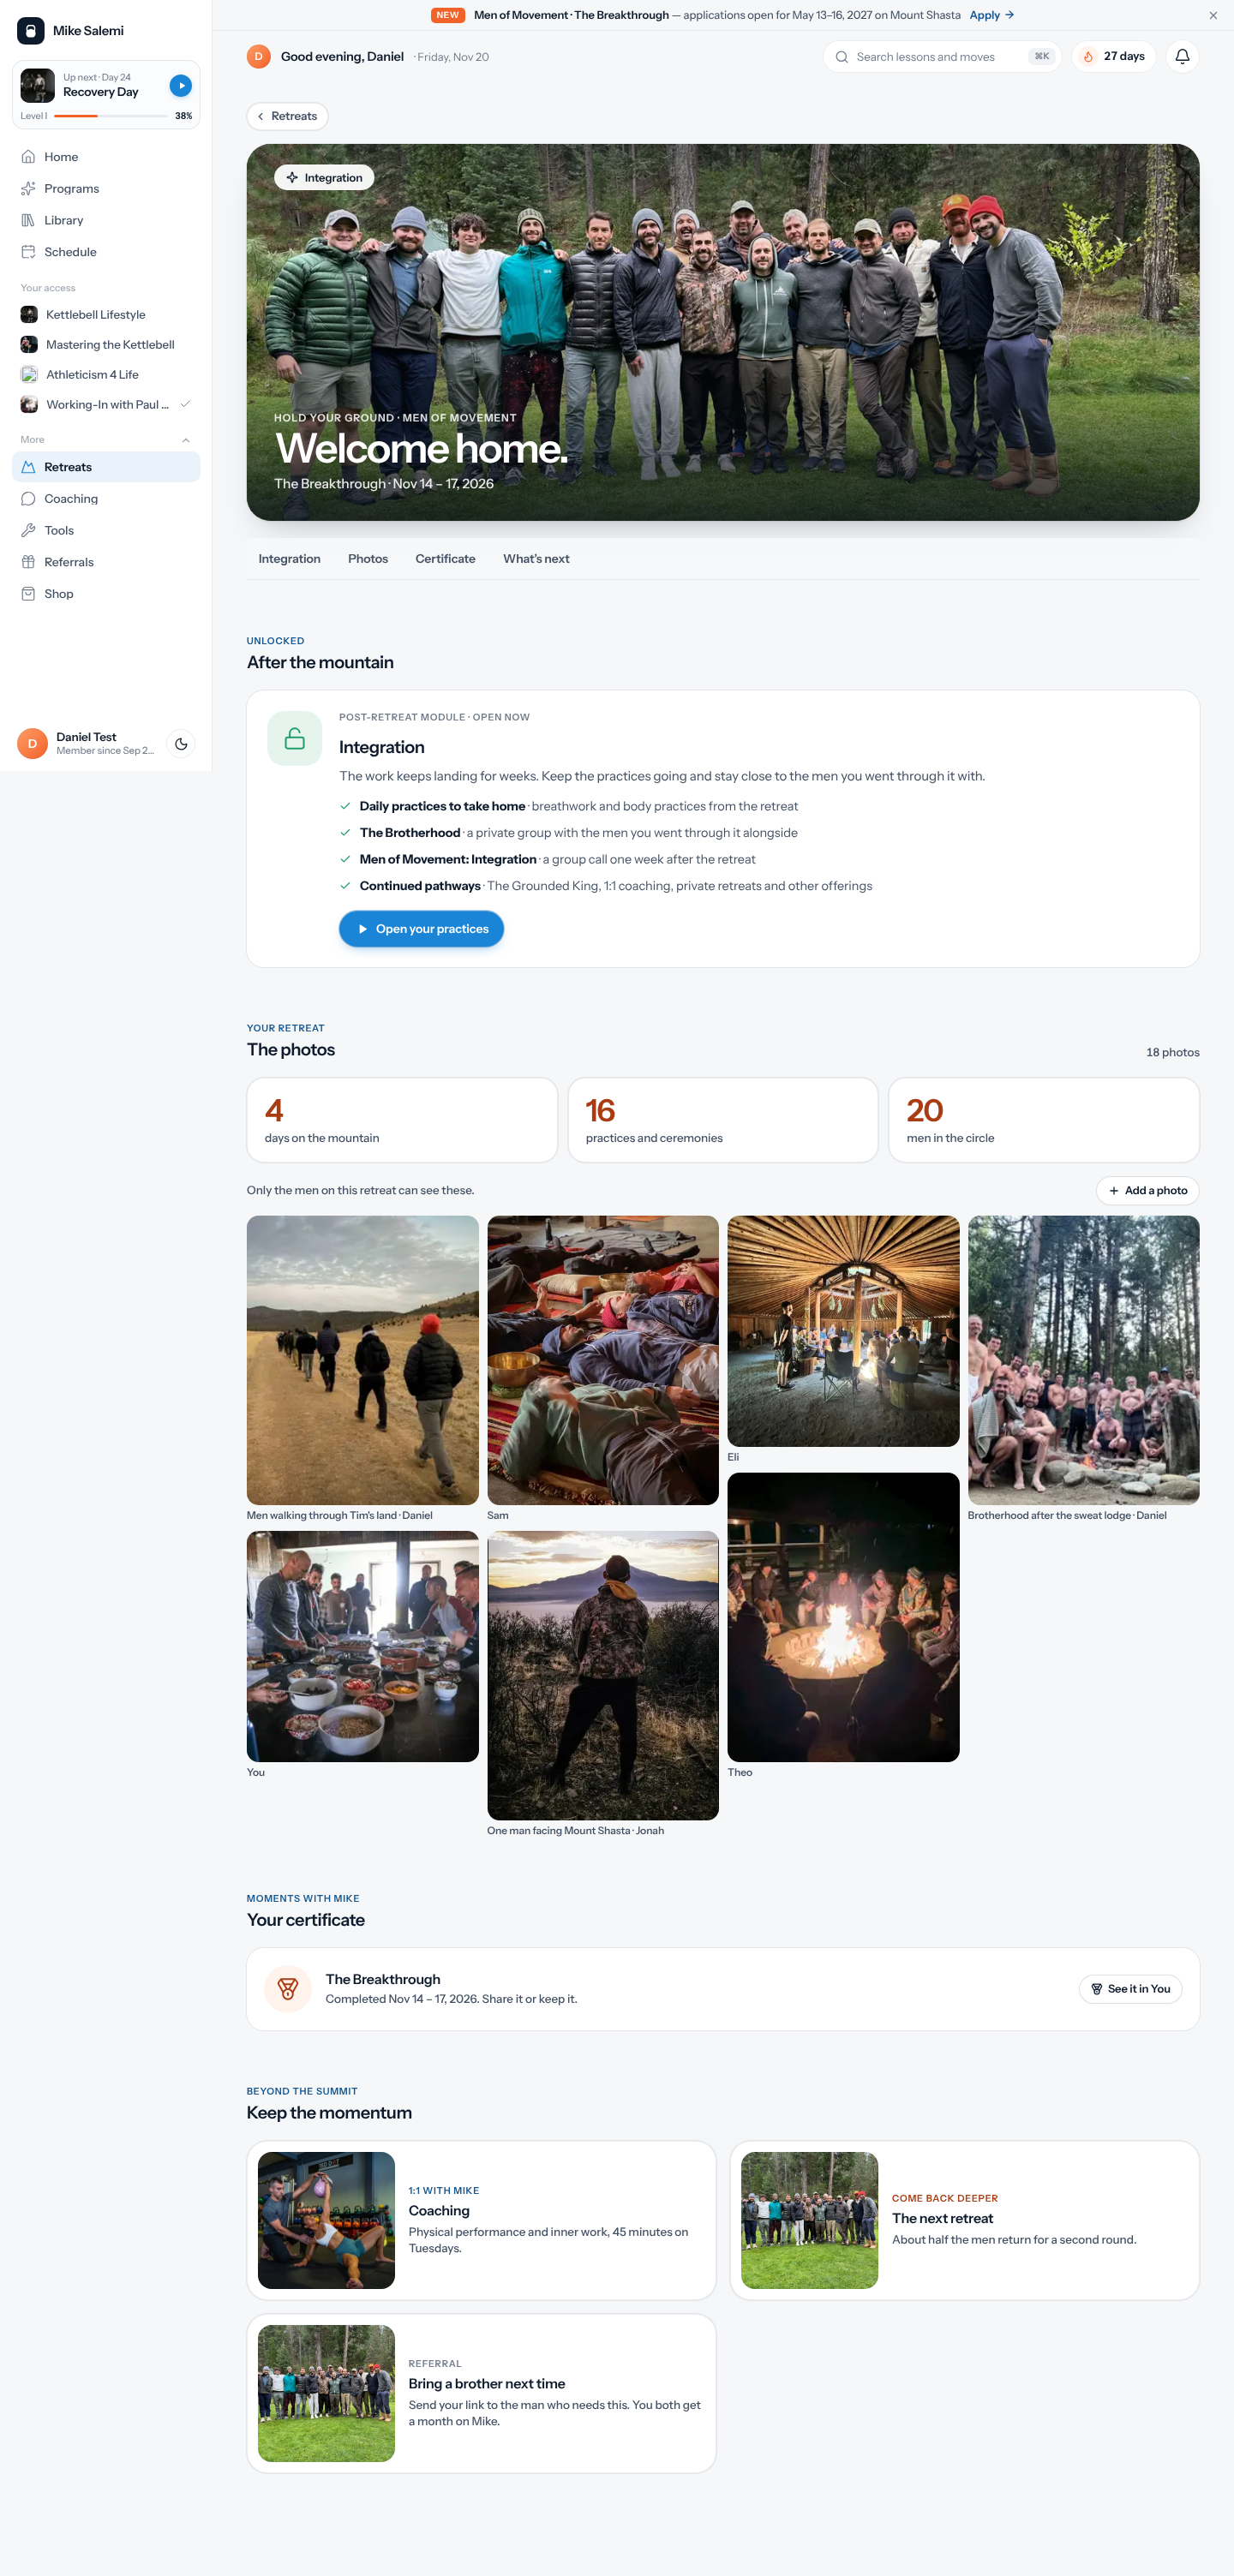 Mike Salemi
Up next · Day 24
Recovery Day
Level I
38%
Home
Programs
Library
Schedule
Your access
Kettlebell Lifestyle
Mastering the Kettlebell
Athleticism 4 Life
Working-In with Paul ...
More
Retreats
Coaching
Tools
Referrals
Shop
D
Daniel Test
Member since Sep 2...
NEW Men of Movement · The Breakthrough — applications open for May 13–16, 2027 on Mount Shasta Apply →
D Good evening, Daniel · Friday, Nov 20
Search lessons and moves ⌘K
27 days
Retreats
Integration
HOLD YOUR GROUND · MEN OF MOVEMENT
Welcome home.
The Breakthrough · Nov 14 – 17, 2026
Integration Photos Certificate What's next
UNLOCKED
After the mountain
POST-RETREAT MODULE · OPEN NOW
Integration
The work keeps landing for weeks. Keep the practices going and stay close to the men you went through it with.
Daily practices to take home · breathwork and body practices from the retreat
The Brotherhood · a private group with the men you went through it alongside
Men of Movement: Integration · a group call one week after the retreat
Continued pathways · The Grounded King, 1:1 coaching, private retreats and other offerings
Open your practices
YOUR RETREAT
The photos
18 photos
4
days on the mountain
16
practices and ceremonies
20
men in the circle
Only the men on this retreat can see these.
Add a photo
Men walking through Tim's land · Daniel
Sam
Eli
Brotherhood after the sweat lodge · Daniel
You
One man facing Mount Shasta · Jonah
Theo
MOMENTS WITH MIKE
Your certificate
The Breakthrough
Completed Nov 14 – 17, 2026. Share it or keep it.
See it in You
BEYOND THE SUMMIT
Keep the momentum
1:1 WITH MIKE
Coaching
Physical performance and inner work, 45 minutes on
Tuesdays.
COME BACK DEEPER
The next retreat
About half the men return for a second round.
REFERRAL
Bring a brother next time
Send your link to the man who needs this. You both get
a month on Mike.